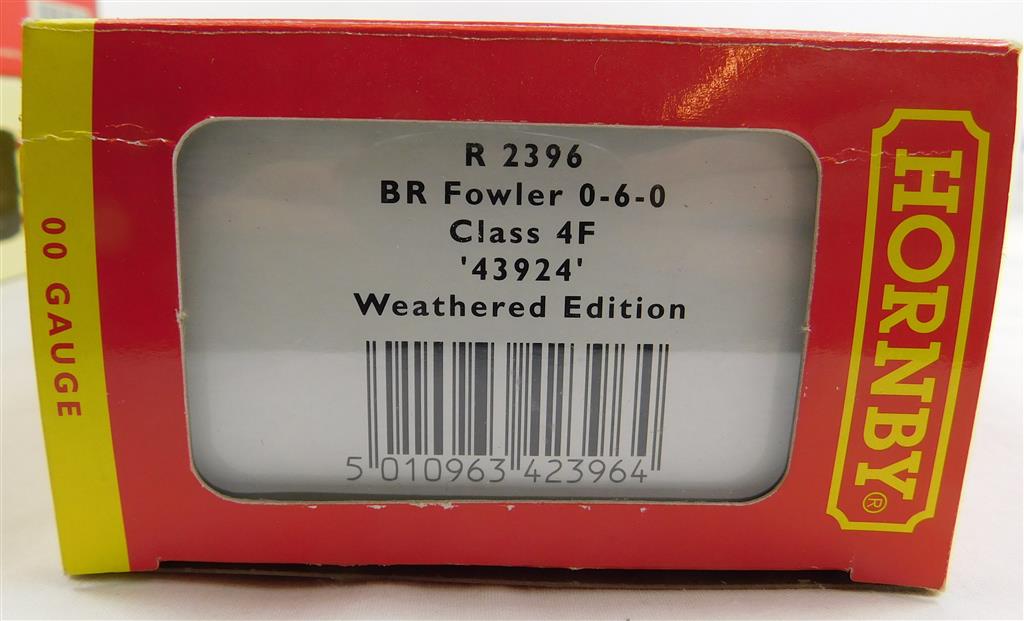 00 GAUGE
R 2396
BR Fowler 0-6-0
Class 4F
'43924'
Weathered Edition
5 010963 423964
HORNBY®